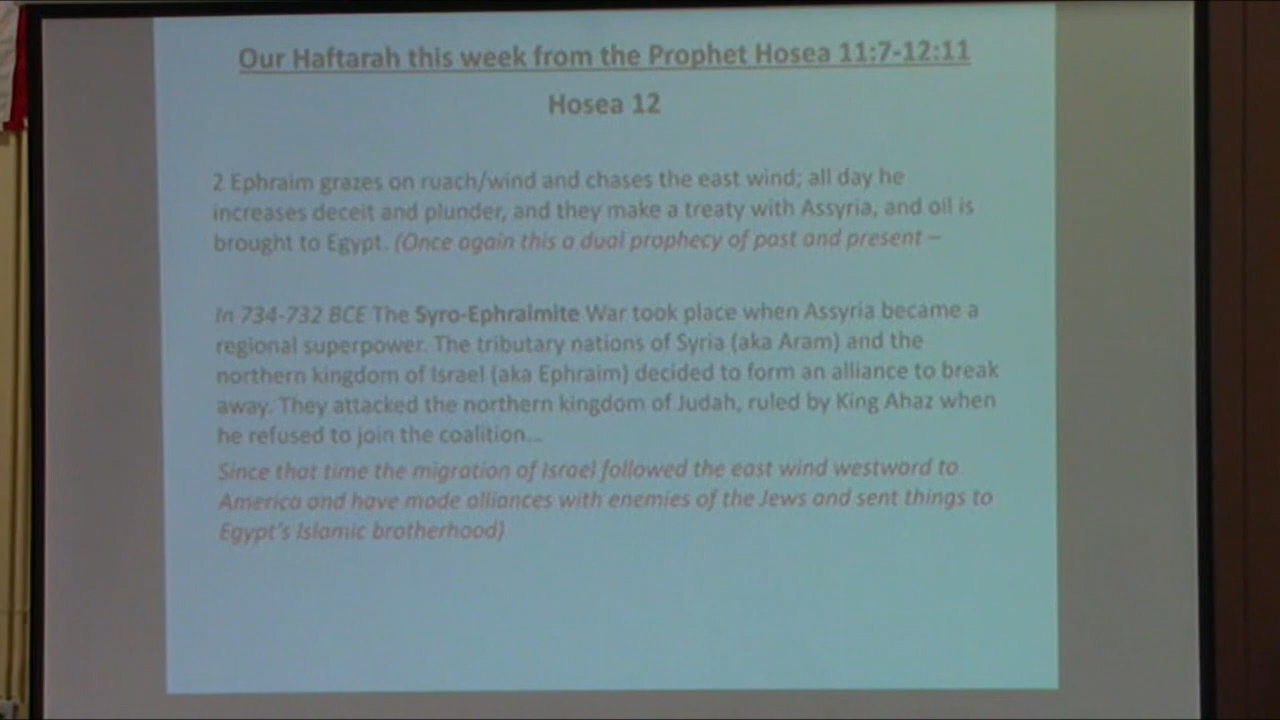 Our Haftarah this week from the Prophet Hosea 11:7-12:11
Hosea 12
2 Ephraim grazes on ruach/wind and chases the east wind; all day he
increases deceit and plunder, and they make a treaty with Assyria, and oil is
brought to Egypt. (Once again this a dual prophecy of past and present –
In 734-732 BCE The Syro-Ephraimite War took place when Assyria became a
regional superpower. The tributary nations of Syria (aka Aram) and the
northern kingdom of Israel (aka Ephraim) decided to form an alliance to break
away. They attacked the northern kingdom of Judah, ruled by King Ahaz when
he refused to join the coalition...
Since that time the migration of Israel followed the east wind westword to
America and have made alliances with enemies of the Jews and sent things to
Egypt's Islamic brotherhood)